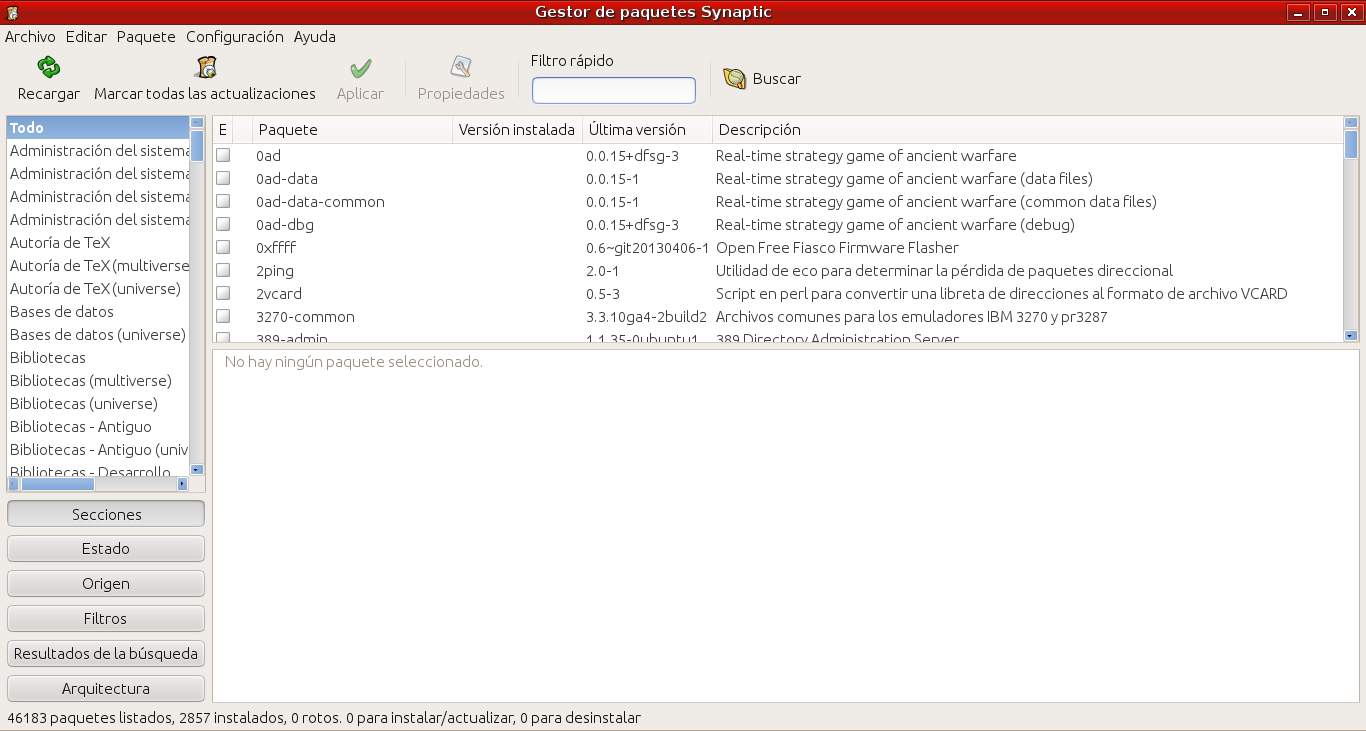 Gestor de paquetes Synaptic
Archivo Editar Paquete Configuración Ayuda
Recargar Marcar todas las actualizaciones Aplicar Propiedades Filtro rápido Buscar
Todo
Administración del sistema
Administración del sistema
Administración del sistema
Administración del sistema
Autoría de TeX
Autoría de TeX (multiverse
Autoría de TeX (universe)
Bases de datos
Bases de datos (universe)
Bibliotecas
Bibliotecas (multiverse)
Bibliotecas (universe)
Bibliotecas - Antiguo
Bibliotecas - Antiguo (univ
Bibliotecas - Desarrollo
Secciones
Estado
Origen
Filtros
Resultados de la búsqueda
Arquitectura
E Paquete Versión instalada Última versión Descripción
0ad 0.0.15+dfsg-3 Real-time strategy game of ancient warfare
0ad-data 0.0.15-1 Real-time strategy game of ancient warfare (data files)
0ad-data-common 0.0.15-1 Real-time strategy game of ancient warfare (common data files)
0ad-dbg 0.0.15+dfsg-3 Real-time strategy game of ancient warfare (debug)
0xffff 0.6~git20130406-1 Open Free Fiasco Firmware Flasher
2ping 2.0-1 Utilidad de eco para determinar la pérdida de paquetes direccional
2vcard 0.5-3 Script en perl para convertir una libreta de direcciones al formato de archivo VCARD
3270-common 3.3.10ga4-2build2 Archivos comunes para los emuladores IBM 3270 y pr3287
389-admin 1.1.35-0ubuntu1 389 Directory Administration Server
No hay ningún paquete seleccionado.
46183 paquetes listados, 2857 instalados, 0 rotos. 0 para instalar/actualizar, 0 para desinstalar